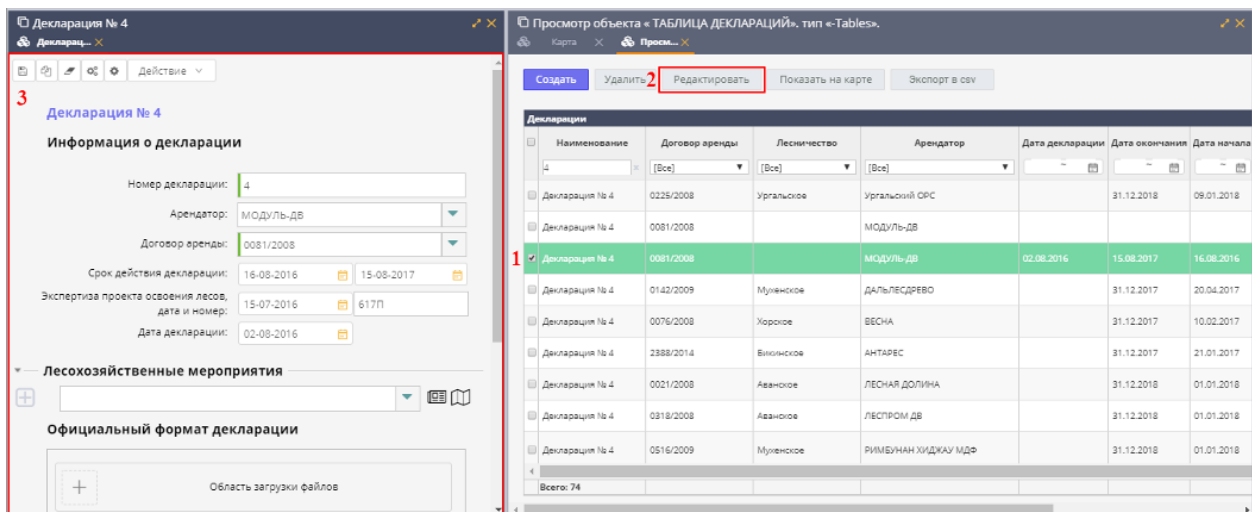 Декларация № 4
Декларац...
Действие
3
Декларация № 4
Информация о декларации
Номер декларации: 4
Арендатор: МОДУЛЬ-ДВ
Договор аренды: 0081/2008
Срок действия декларации: 16-08-2016 15-08-2017
Экспертиза проекта освоения лесов,
дата и номер: 15-07-2016 617П
Дата декларации: 02-08-2016
Лесохозяйственные мероприятия
Официальный формат декларации
Область загрузки файлов
Просмотр объекта « ТАБЛИЦА ДЕКЛАРАЦИЙ». тип «-Tables».
Карта Просм...
Создать Удалить 2 Редактировать Показать на карте Экспорт в csv
Декларации
Наименование Договор аренды Лесничество Арендатор Дата декларации Дата окончания Дата начала
4 [Все] [Все] [Все] ~ ~ ~
Декларация № 4 0225/2008 Ургальское Ургальский ОРС 31.12.2018 09.01.2018
Декларация № 4 0081/2008 МОДУЛЬ-ДВ
1 Декларация № 4 0081/2008 МОДУЛЬ-ДВ 02.08.2016 15.08.2017 16.08.2016
Декларация № 4 0142/2009 Мухенское ДАЛЬЛЕСДРЕВО 31.12.2017 20.04.2017
Декларация № 4 0076/2008 Хорское ВЕСНА 31.12.2017 10.02.2017
Декларация № 4 2388/2014 Бикинское АНТАРЕС 31.12.2017 21.01.2017
Декларация № 4 0021/2008 Аванское ЛЕСНАЯ ДОЛИНА 31.12.2018 01.01.2018
Декларация № 4 0318/2008 Аванское ЛЕСПРОМ ДВ 31.12.2018 01.01.2018
Декларация № 4 0516/2009 Мухенское РИМБУНАН ХИДЖАУ МДФ 31.12.2018 01.01.2018
Всего: 74